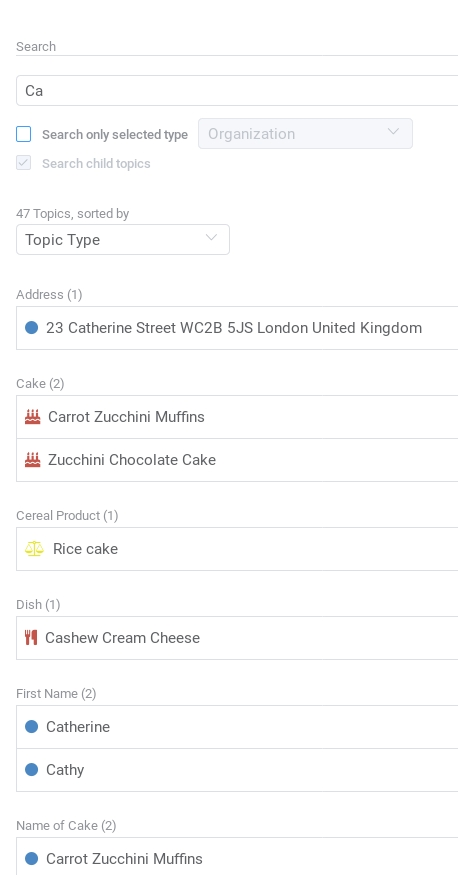 Search
Ca
Search only selected type Organization
Search child topics
47 Topics, sorted by
Topic Type
Address (1)
23 Catherine Street WC2B 5JS London United Kingdom
Cake (2)
Carrot Zucchini Muffins
Zucchini Chocolate Cake
Cereal Product (1)
Rice cake
Dish (1)
Cashew Cream Cheese
First Name (2)
Catherine
Cathy
Name of Cake (2)
Carrot Zucchini Muffins